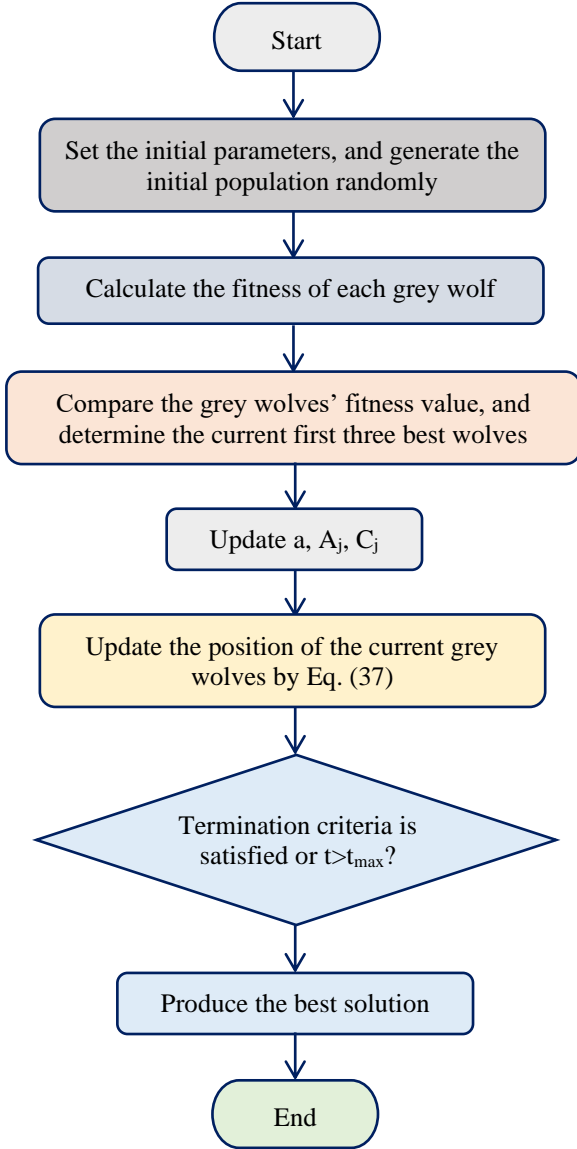 Start
Set the initial parameters, and generate the
initial population randomly
Calculate the fitness of each grey wolf
Compare the grey wolves’ fitness value, and
determine the current first three best wolves
Update a, Aj, Cj
Update the position of the current grey
wolves by Eq. (37)
Termination criteria is
satisfied or t>tmax?
Produce the best solution
End